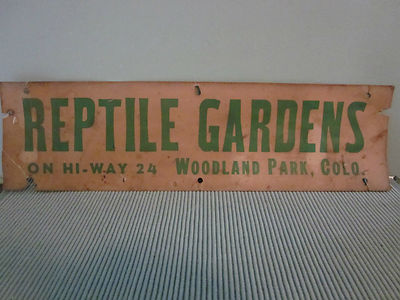 REPTILE GARDENS
ON HI-WAY 24 WOODLAND PARK, COLO.